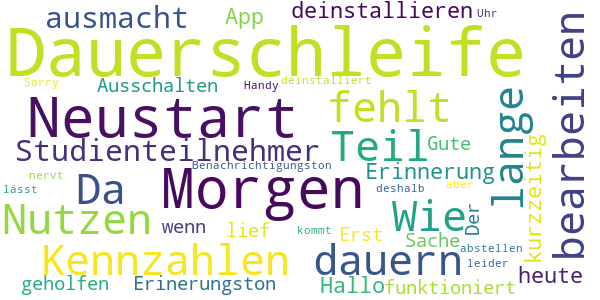 ausmacht
App
deinstallieren
Uhr
Dauerschleife
Sorry
Ausschalten
Handy
deinstalliert
Neustart
fehlt
lange
bearbeiten
Studienteilnehmer
Teil
Gute
kurzzeitig
Benachrichtigungston
Erinnerung
nervt
lässt
Da
Morgen
deshalb
aber
Nutzen
wenn
lief
kommt
Erst
Wie
Der
Sache
abstellen
Kennzahlen
dauern
leider
heute
geholfen
Erinerungston
Hallo
funktioniert